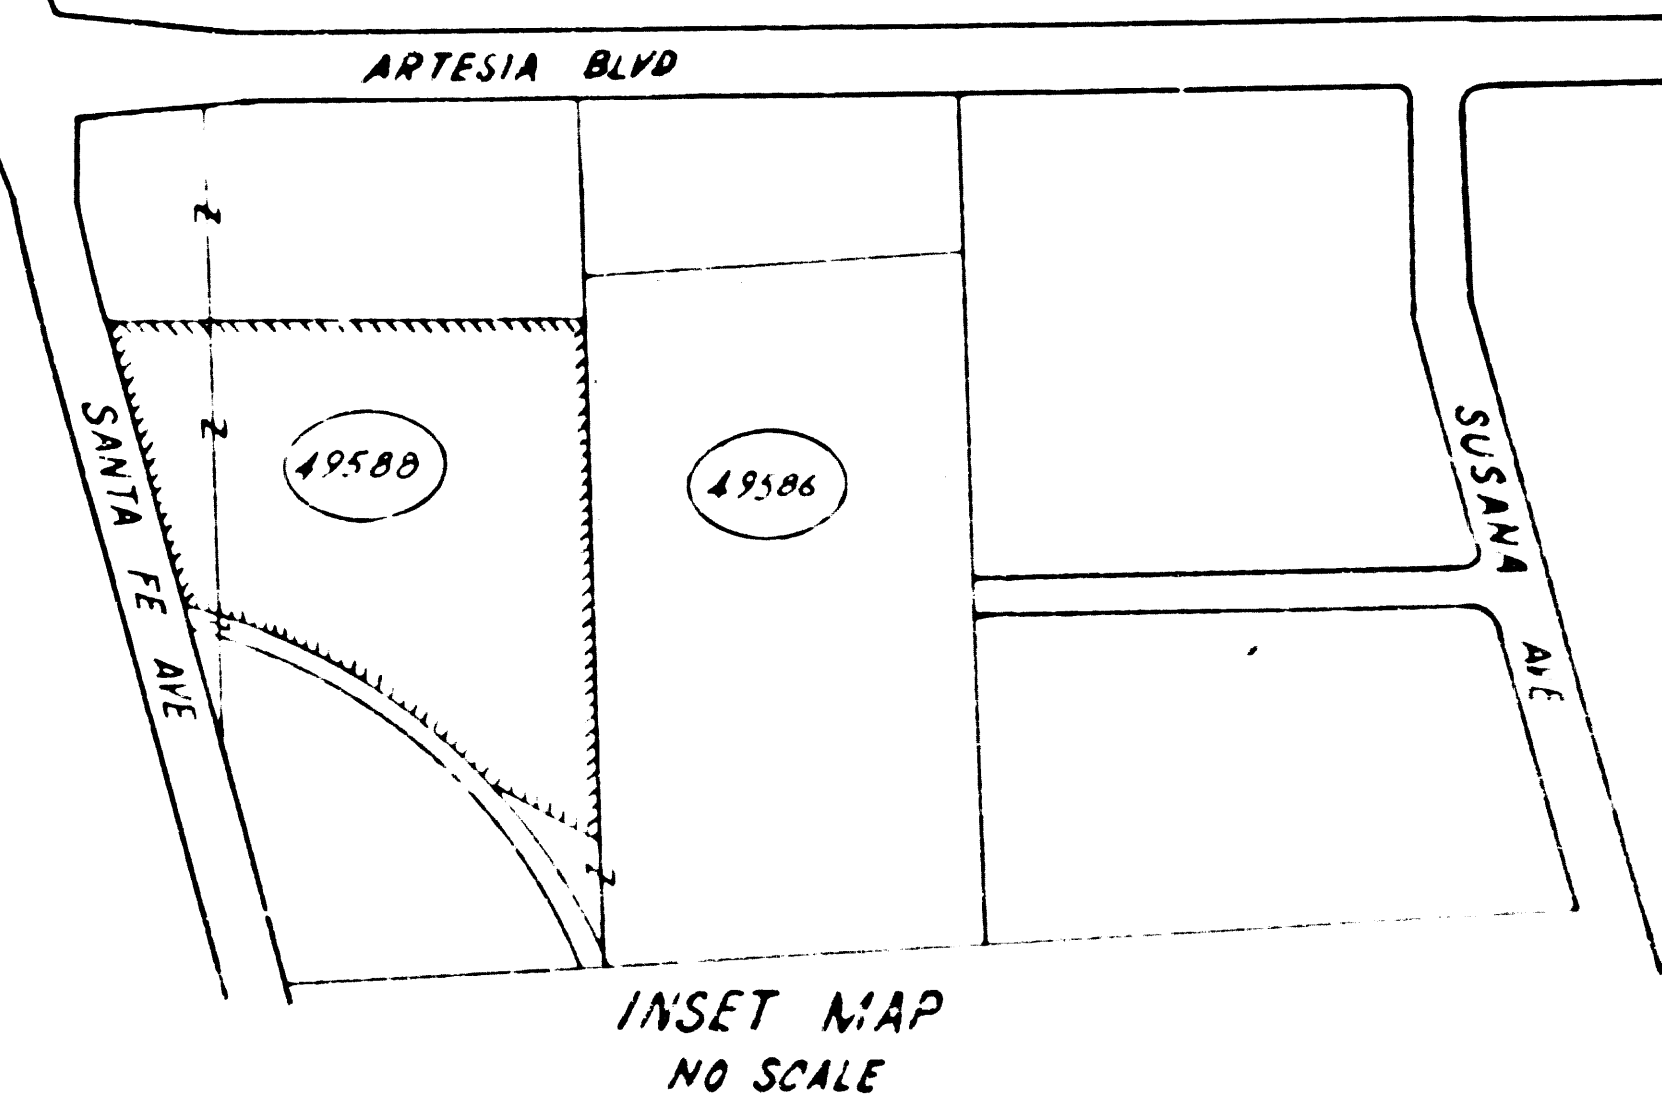 ARTESIA BLVD
49588
49586
SANTA FE AVE
SUSANA AVE
INSET MAP
NO SCALE